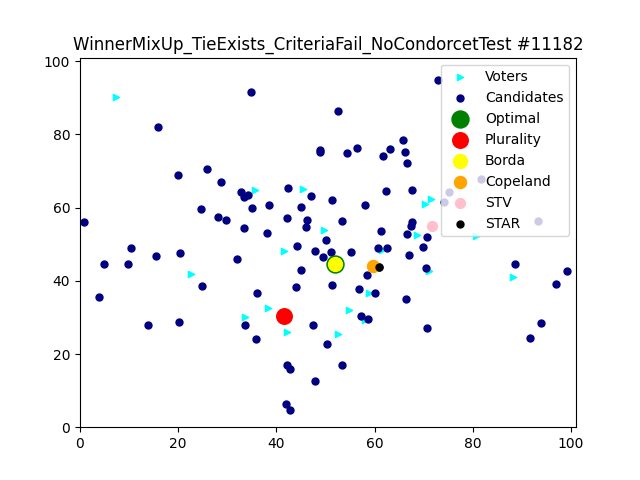 WinnerMixUp_TieExists_CriteriaFail_NoCondorcetTest #11182
100
80
60
40
20
0
0 20 40 60 80 100
Voters
Candidates
Optimal
Plurality
Borda
Copeland
STV
STAR